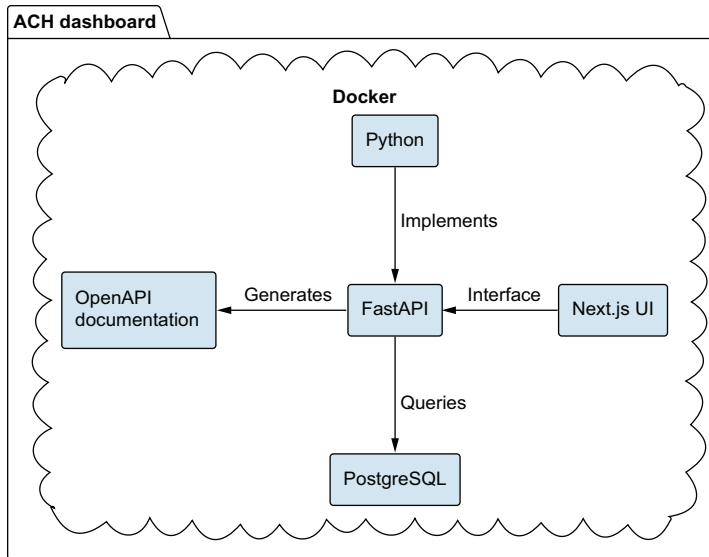 ACH dashboard
Docker
Python
Implements
OpenAPI
documentation
Generates
FastAPI
Interface
Next.js UI
Queries
PostgreSQL